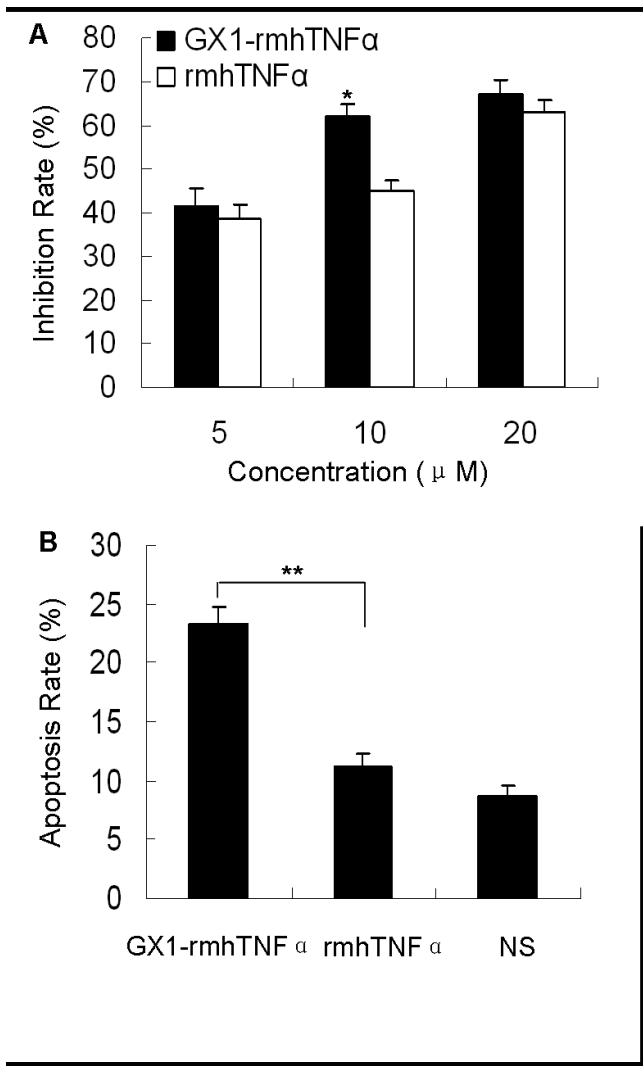 A
GX1-rmhTNFα
rmhTNFα
80
70
60
50
40
30
20
10
0
*
Inhibition Rate (%)
5 10 20
Concentration ( μ M)
B
30
25
20
15
10
5
0
**
Apoptosis Rate (%)
GX1-rmhTNF α rmhTNF α NS